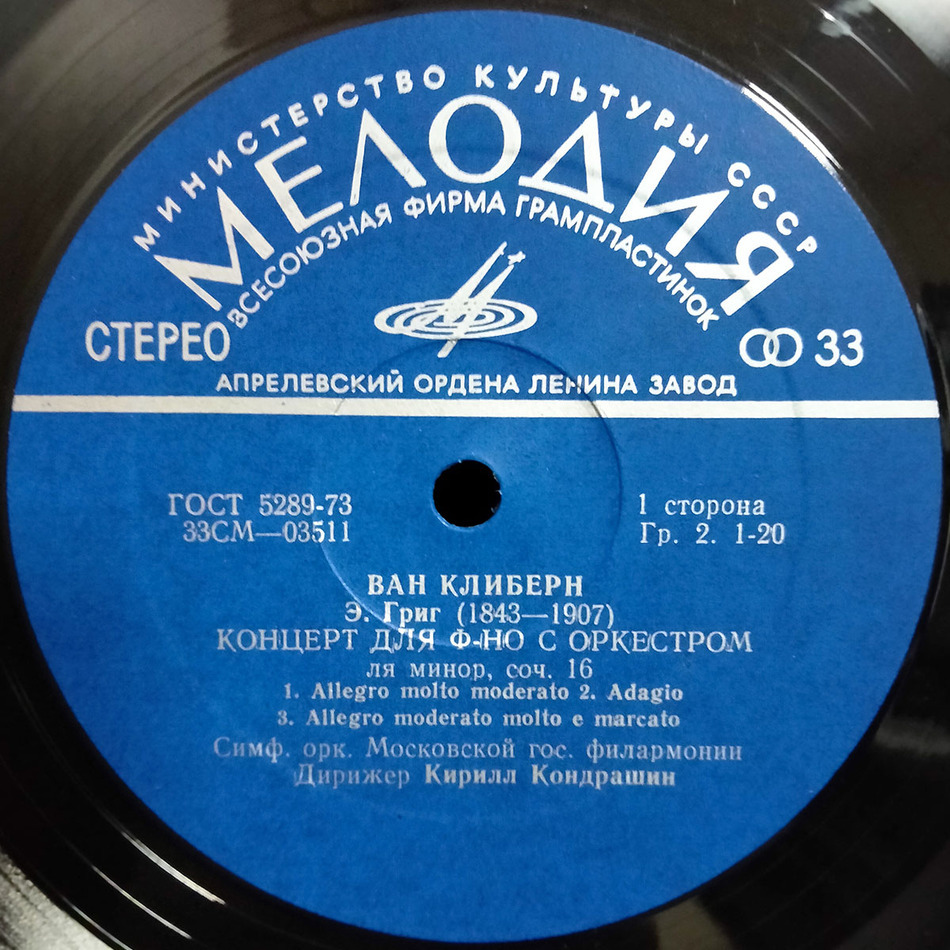 МИНИСТЕРСТВО КУЛЬТУРЫ СССР
МЕЛОДИЯ
ВСЕСОЮЗНАЯ ФИРМА ГРАМПЛАСТИНОК
СТЕРЕО
33
АПРЕЛЕВСКИЙ ОРДЕНА ЛЕНИНА ЗАВОД
ГОСТ 5289-73
33СМ—03511
1 сторона
Гр. 2. 1-20
ВАН КЛИБЕРН
Э. Григ (1843—1907)
КОНЦЕРТ ДЛЯ Ф-НО С ОРКЕСТРОМ
ля минор, соч. 16
1. Allegro molto moderato 2. Adagio
3. Allegro moderato molto e marcato
Симф. орк. Московской гос. филармонии
Дирижер Кирилл Кондрашин